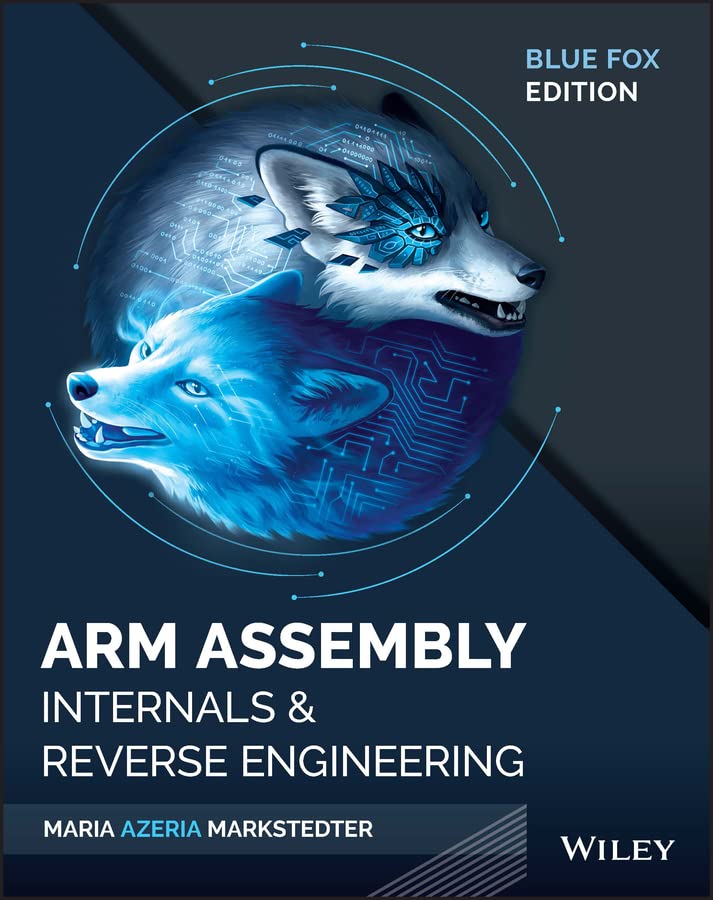 BLUE FOX
EDITION
ARM ASSEMBLY
INTERNALS &
REVERSE ENGINEERING
MARIA AZERIA MARKSTEDTER
WILEY